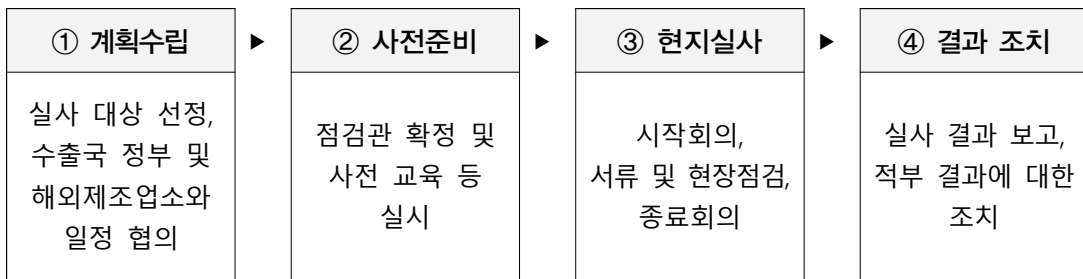 ① 계획수립
▶
② 사전준비
▶
③ 현지실사
▶
④ 결과 조치
실사 대상 선정,
수출국 정부 및
해외제조업소와
일정 협의
점검관 확정 및
사전 교육 등
실시
시작회의,
서류 및 현장점검,
종료회의
실사 결과 보고,
적부 결과에 대한
조치